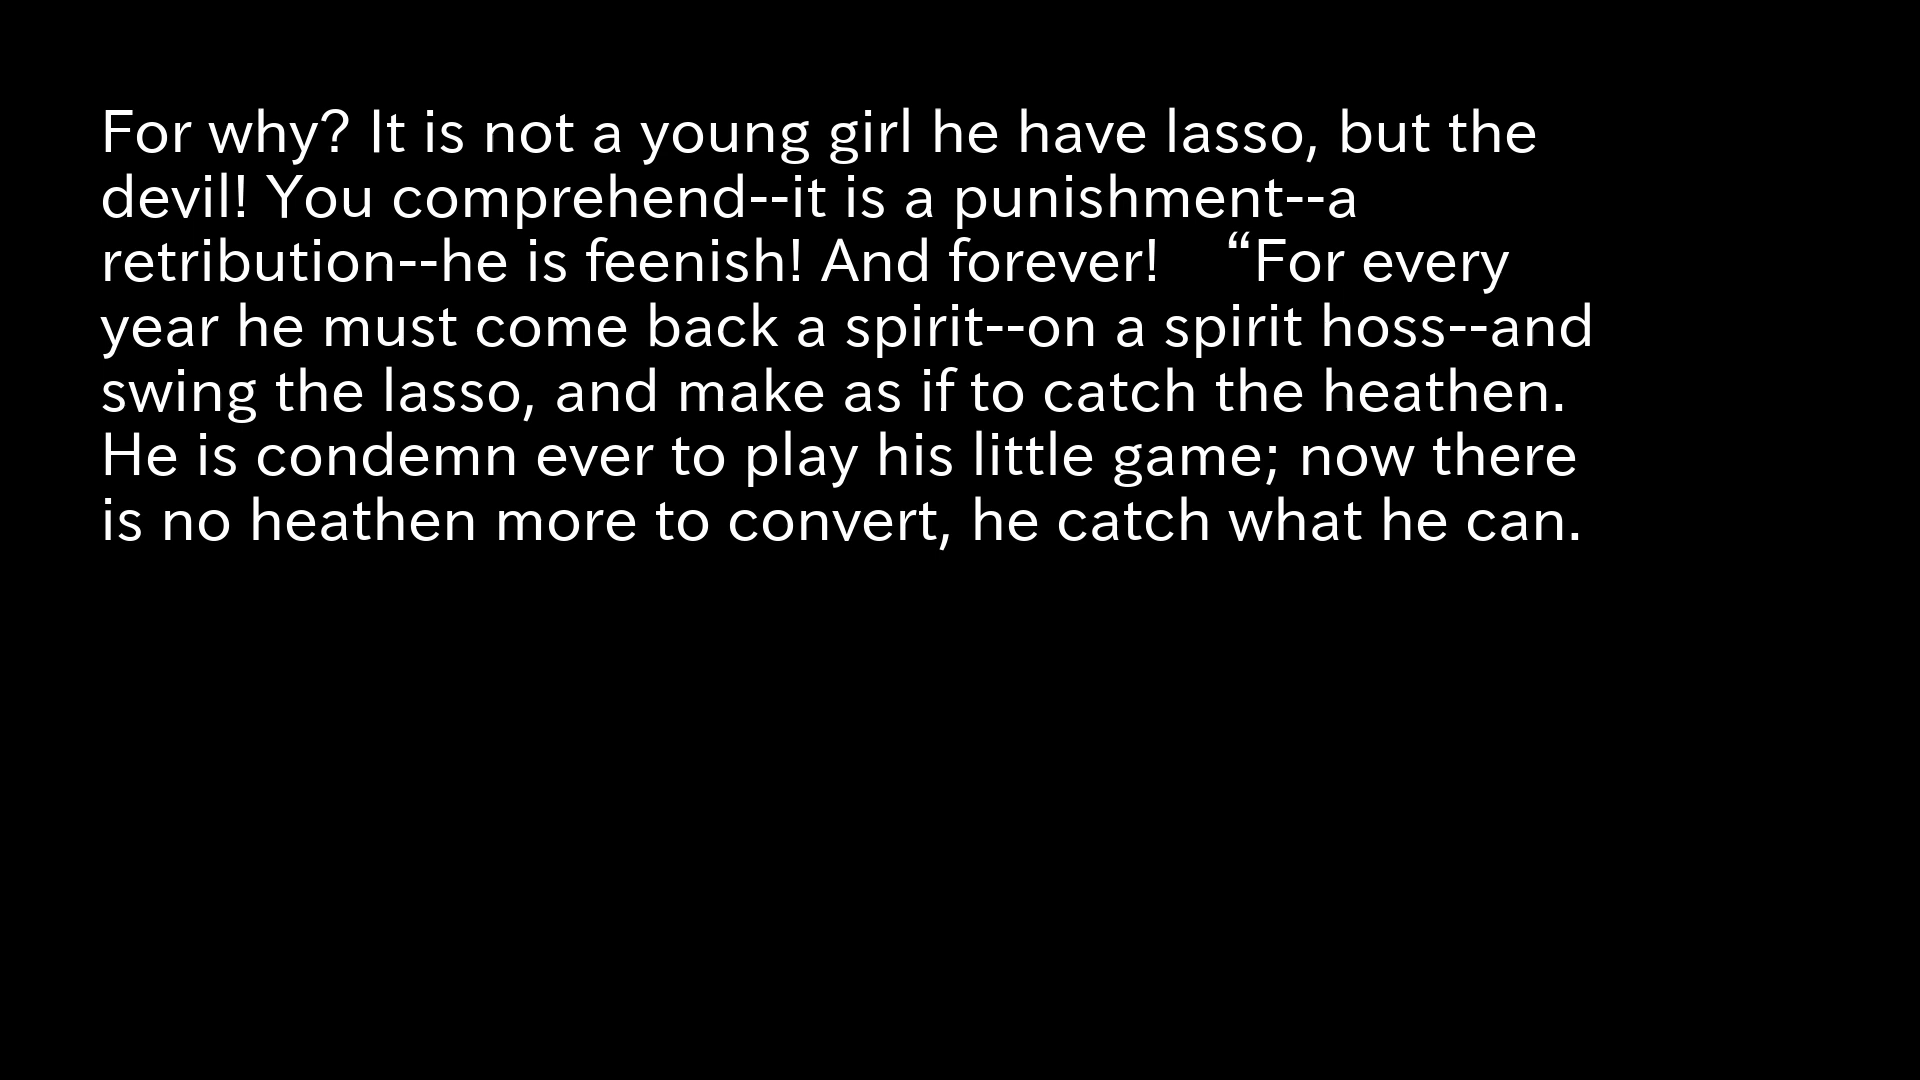 For why? It is not a young girl he have lasso, but the
devil! You comprehend--it is a punishment--a
retribution--he is feenish! And forever!    “For every
year he must come back a spirit--on a spirit hoss--and
swing the lasso, and make as if to catch the heathen.
He is condemn ever to play his little game; now there
is no heathen more to convert, he catch what he can.